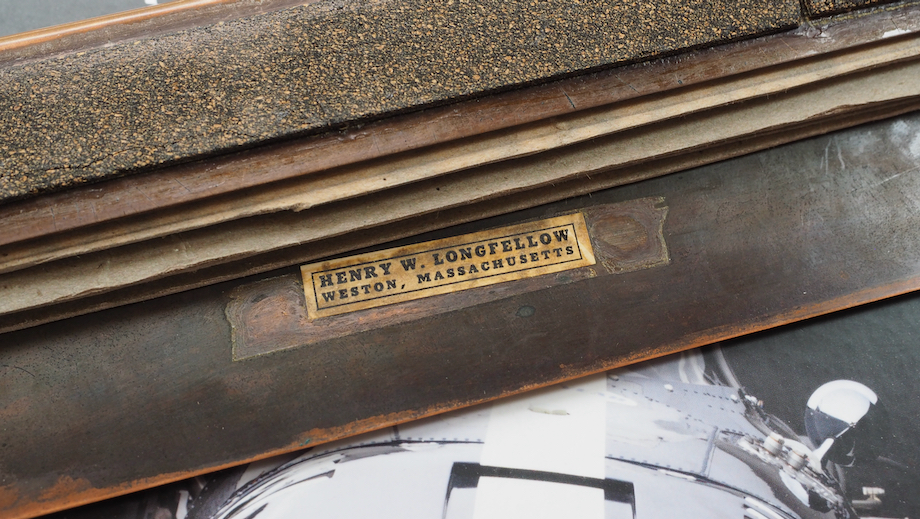 HENRY W. LONGFELLOW
WESTON, MASSACHUSETTS